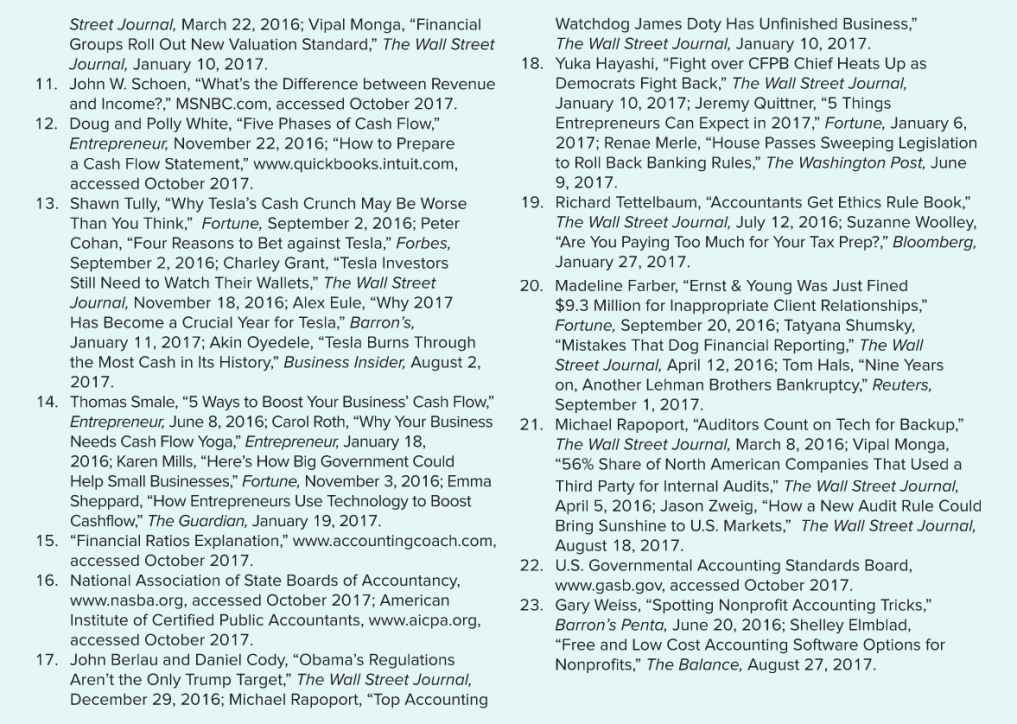 Street Journal, March 22, 2016; Vipal Monga, “Financial
Groups Roll Out New Valuation Standard,” The Wall Street
Journal, January 10, 2017.
11. John W. Schoen, “What’s the Difference between Revenue
and Income?,” MSNBC.com, accessed October 2017.
12. Doug and Polly White, “Five Phases of Cash Flow,”
Entrepreneur, November 22, 2016; “How to Prepare
a Cash Flow Statement,” www.quickbooks.intuit.com,
accessed October 2017.
13. Shawn Tully, “Why Tesla’s Cash Crunch May Be Worse
Than You Think,” Fortune, September 2, 2016; Peter
Cohan, “Four Reasons to Bet against Tesla,” Forbes,
September 2, 2016; Charley Grant, “Tesla Investors
Still Need to Watch Their Wallets,” The Wall Street
Journal, November 18, 2016; Alex Eule, “Why 2017
Has Become a Crucial Year for Tesla,” Barron’s,
January 11, 2017; Akin Oyedele, “Tesla Burns Through
the Most Cash in Its History,” Business Insider, August 2,
2017.
14. Thomas Smale, “5 Ways to Boost Your Business’ Cash Flow,”
Entrepreneur, June 8, 2016; Carol Roth, “Why Your Business
Needs Cash Flow Yoga,” Entrepreneur, January 18,
2016; Karen Mills, “Here’s How Big Government Could
Help Small Businesses,” Fortune, November 3, 2016; Emma
Sheppard, “How Entrepreneurs Use Technology to Boost
Cashflow,” The Guardian, January 19, 2017.
15. “Financial Ratios Explanation,” www.accountingcoach.com,
accessed October 2017.
16. National Association of State Boards of Accountancy,
www.nasba.org, accessed October 2017; American
Institute of Certified Public Accountants, www.aicpa.org,
accessed October 2017.
17. John Berlau and Daniel Cody, “Obama’s Regulations
Aren’t the Only Trump Target,” The Wall Street Journal,
December 29, 2016; Michael Rapoport, “Top Accounting
Watchdog James Doty Has Unfinished Business,”
The Wall Street Journal, January 10, 2017.
18. Yuka Hayashi, “Fight over CFPB Chief Heats Up as
Democrats Fight Back,” The Wall Street Journal,
January 10, 2017; Jeremy Quittner, “5 Things
Entrepreneurs Can Expect in 2017,” Fortune, January 6,
2017; Renae Merle, “House Passes Sweeping Legislation
to Roll Back Banking Rules,” The Washington Post, June
9, 2017.
19. Richard Tettelbaum, “Accountants Get Ethics Rule Book,”
The Wall Street Journal, July 12, 2016; Suzanne Woolley,
“Are You Paying Too Much for Your Tax Prep?,” Bloomberg,
January 27, 2017.
20. Madeline Farber, “Ernst & Young Was Just Fined
$9.3 Million for Inappropriate Client Relationships,”
Fortune, September 20, 2016; Tatyana Shumsky,
“Mistakes That Dog Financial Reporting,” The Wall
Street Journal, April 12, 2016; Tom Hals, “Nine Years
on, Another Lehman Brothers Bankruptcy,” Reuters,
September 1, 2017.
21. Michael Rapoport, “Auditors Count on Tech for Backup,”
The Wall Street Journal, March 8, 2016; Vipal Monga,
“56% Share of North American Companies That Used a
Third Party for Internal Audits,” The Wall Street Journal,
April 5, 2016; Jason Zweig, “How a New Audit Rule Could
Bring Sunshine to U.S. Markets,” The Wall Street Journal,
August 18, 2017.
22. U.S. Governmental Accounting Standards Board,
www.gasb.gov, accessed October 2017.
23. Gary Weiss, “Spotting Nonprofit Accounting Tricks,”
Barron’s Penta, June 20, 2016; Shelley Elmblad,
“Free and Low Cost Accounting Software Options for
Nonprofits,” The Balance, August 27, 2017.